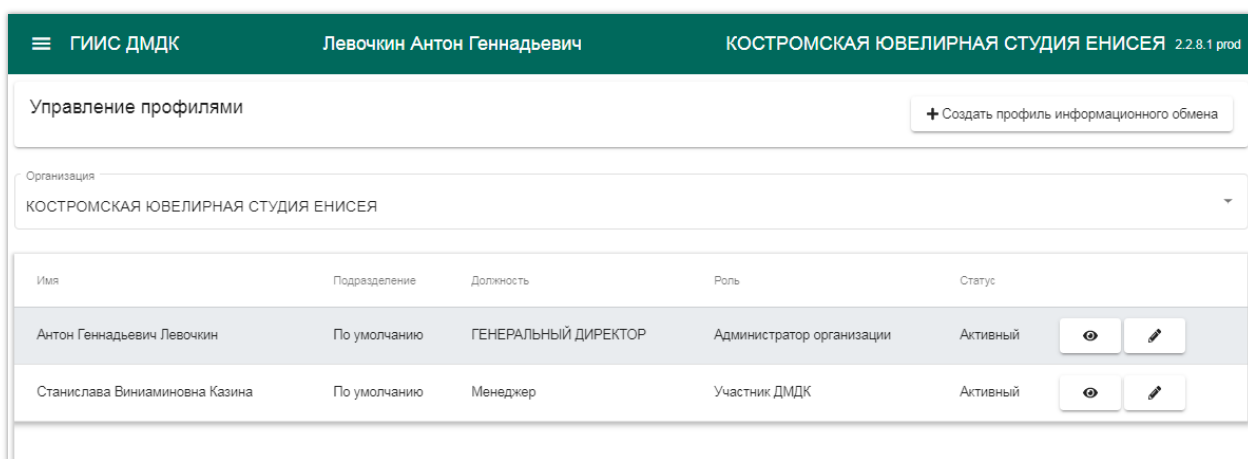 ГИИС ДМДК Левочкин Антон Геннадьевич КОСТРОМСКАЯ ЮВЕЛИРНАЯ СТУДИЯ ЕНИСЕЯ 2.2.8.1 prod
Управление профилями + Создать профиль информационного обмена
Организация
КОСТРОМСКАЯ ЮВЕЛИРНАЯ СТУДИЯ ЕНИСЕЯ
Имя Подразделение Должность Роль Статус
Антон Геннадьевич Левочкин По умолчанию ГЕНЕРАЛЬНЫЙ ДИРЕКТОР Администратор организации Активный
Станислава Виниаминовна Казина По умолчанию Менеджер Участник ДМДК Активный